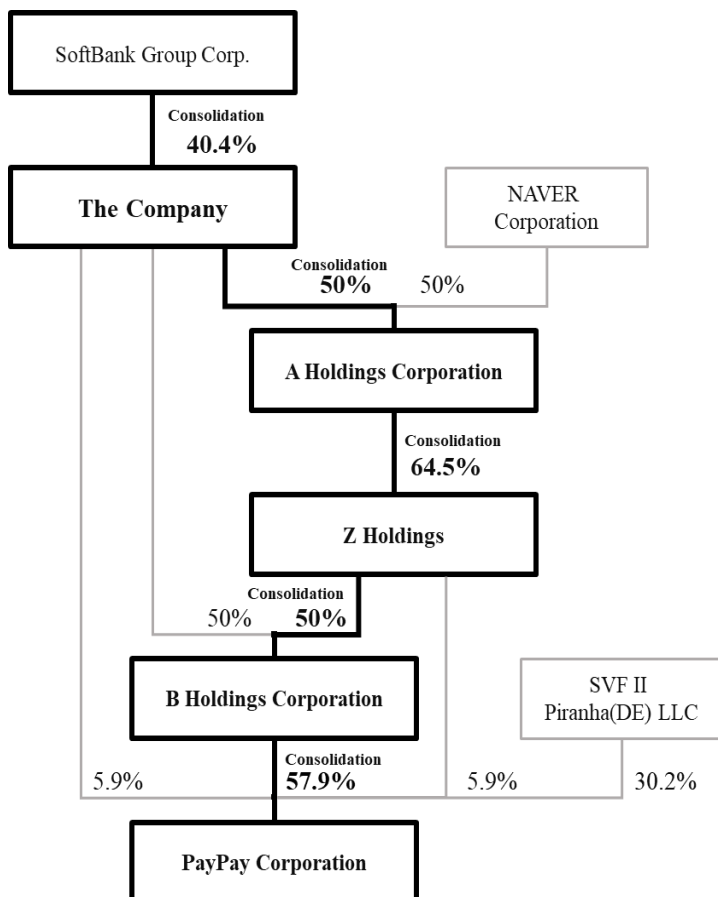 SoftBank Group Corp.
Consolidation
40.4%
The Company
NAVER
Corporation
Consolidation
50%
50%
A Holdings Corporation
Consolidation
64.5%
Z Holdings
Consolidation
50%
50%
B Holdings Corporation
SVF II
Piranha(DE) LLC
Consolidation
5.9%
57.9%
5.9%
30.2%
PayPay Corporation